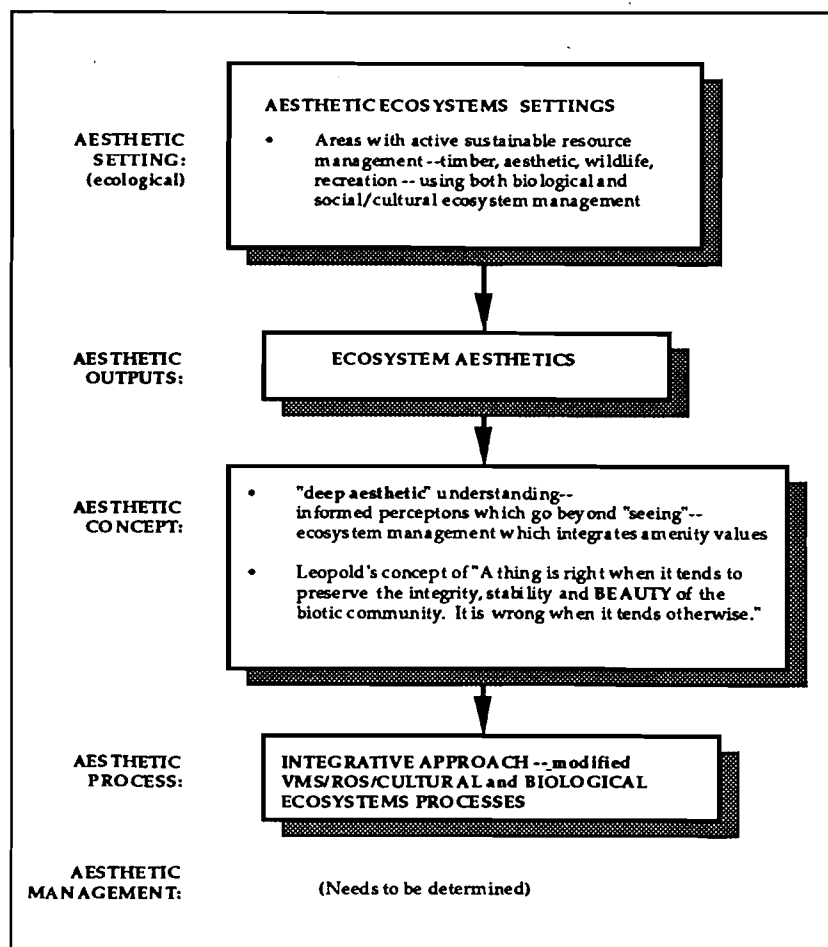 AESTHETIC ECOSYSTEMS SETTINGS
AESTHETIC
SETTING:
(ecological)
• Areas with active sustainable resource
management --timber, aesthetic, wildlife,
recreation -- using both biological and
social/cultural ecosystem management
AESTHETIC
OUTPUTS:
ECOSYSTEM AESTHETICS
AESTHETIC
CONCEPT:
• "deep aesthetic" understanding--
informed perceptons which go beyond "seeing"--
ecosystem management which integrates amenity values
• Leopold's concept of "A thing is right when it tends to
preserve the integrity, stability and BEAUTY of the
biotic community. It is wrong when it tends otherwise."
AESTHETIC
PROCESS:
INTEGRATIVE APPROACH -- modified
VMS/ROS/CULTURAL and BIOLOGICAL
ECOSYSTEMS PROCESSES
AESTHETIC
MANAGEMENT:
(Needs to be determined)